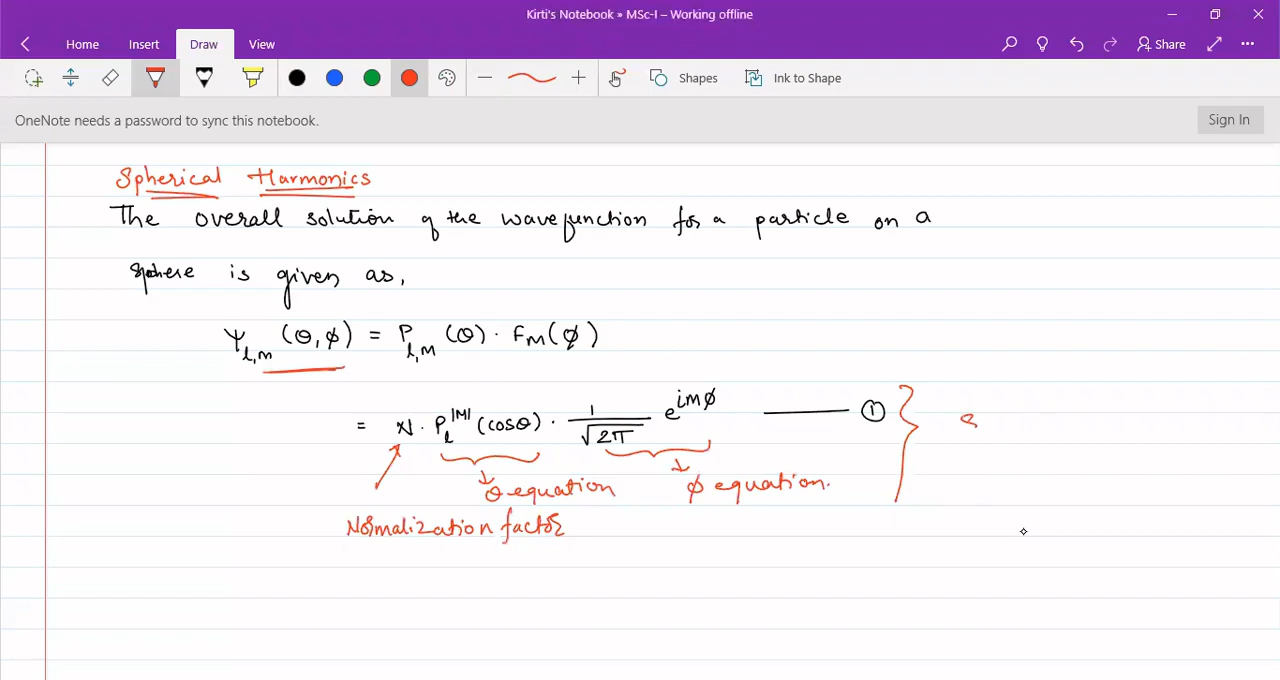 Kirti's Notebook » MSc-I – Working offline
Home Insert Draw View Share
Shapes Ink to Shape
OneNote needs a password to sync this notebook. Sign In
Spherical Harmonics
The overall solution of the wavefunction for a particle on a
sphere is given as,
Ψl,m (θ,ϕ) = Pl,M (θ) · FM(ϕ)
= N · Pl^|M| (cosθ) · 1/√2π e^iMϕ —— ①
θ equation ϕ equation.
Normalization factor